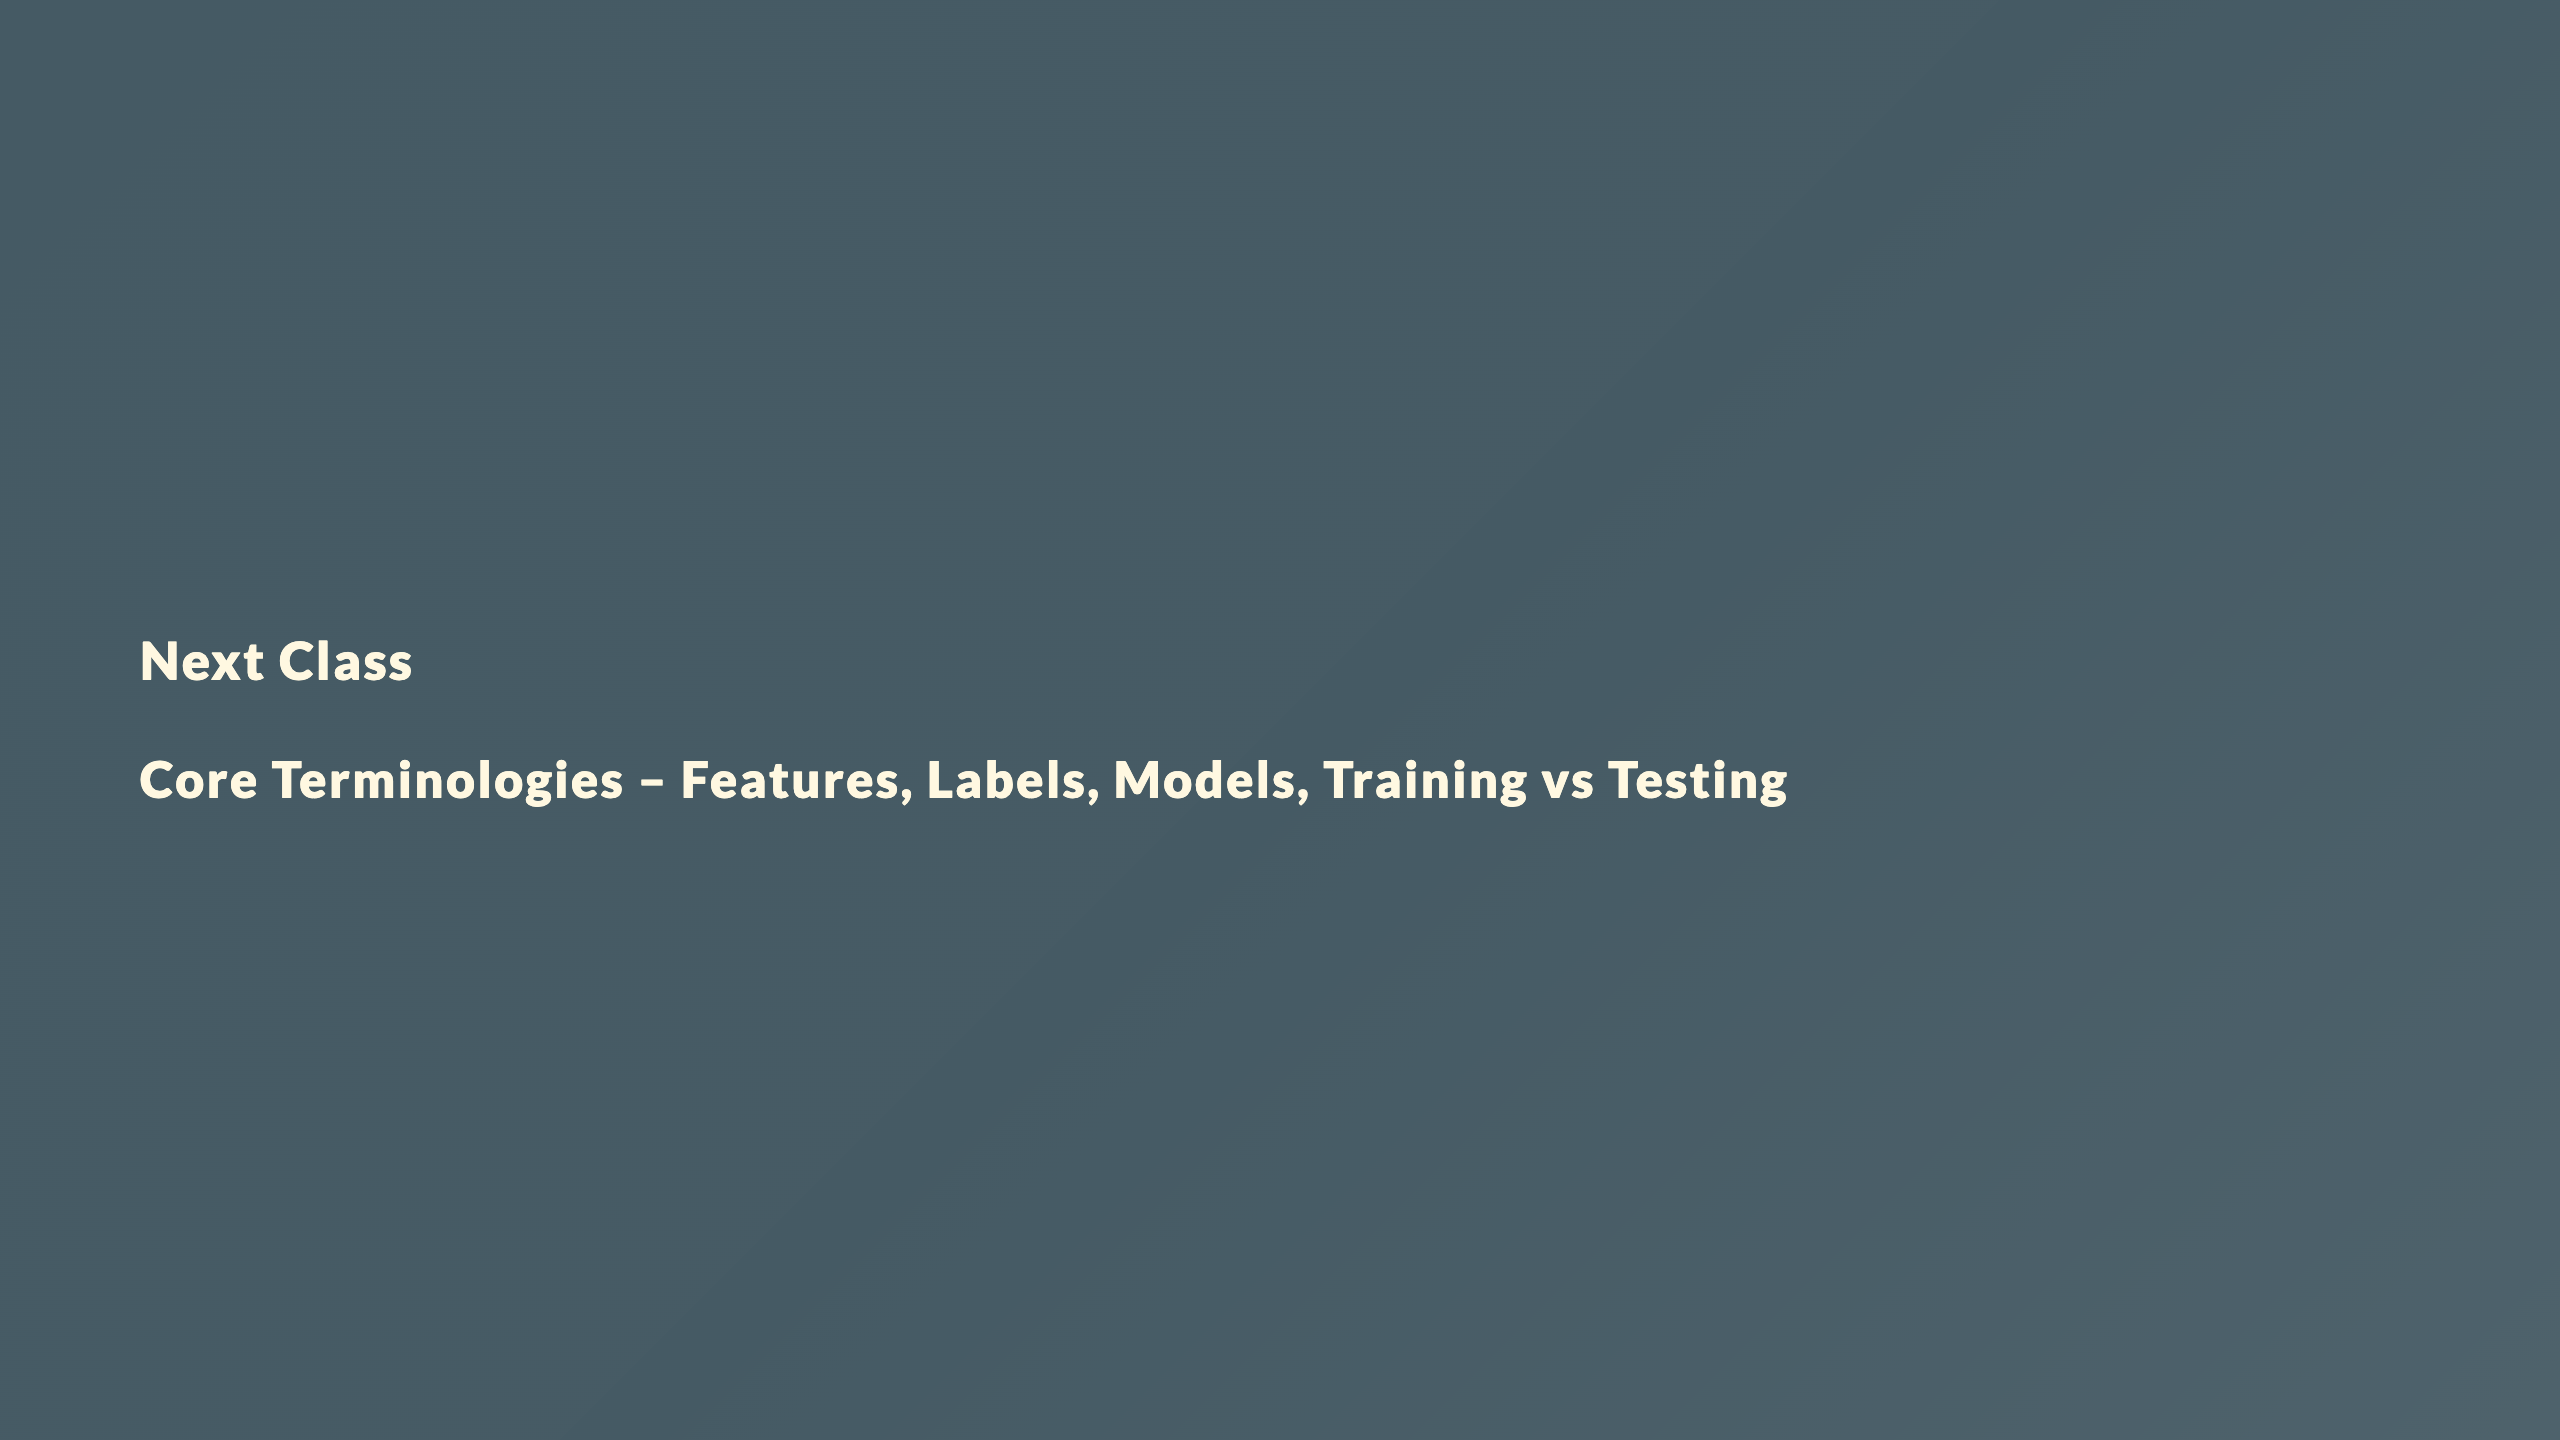 Next Class
Core Terminologies – Features, Labels, Models, Training vs Testing